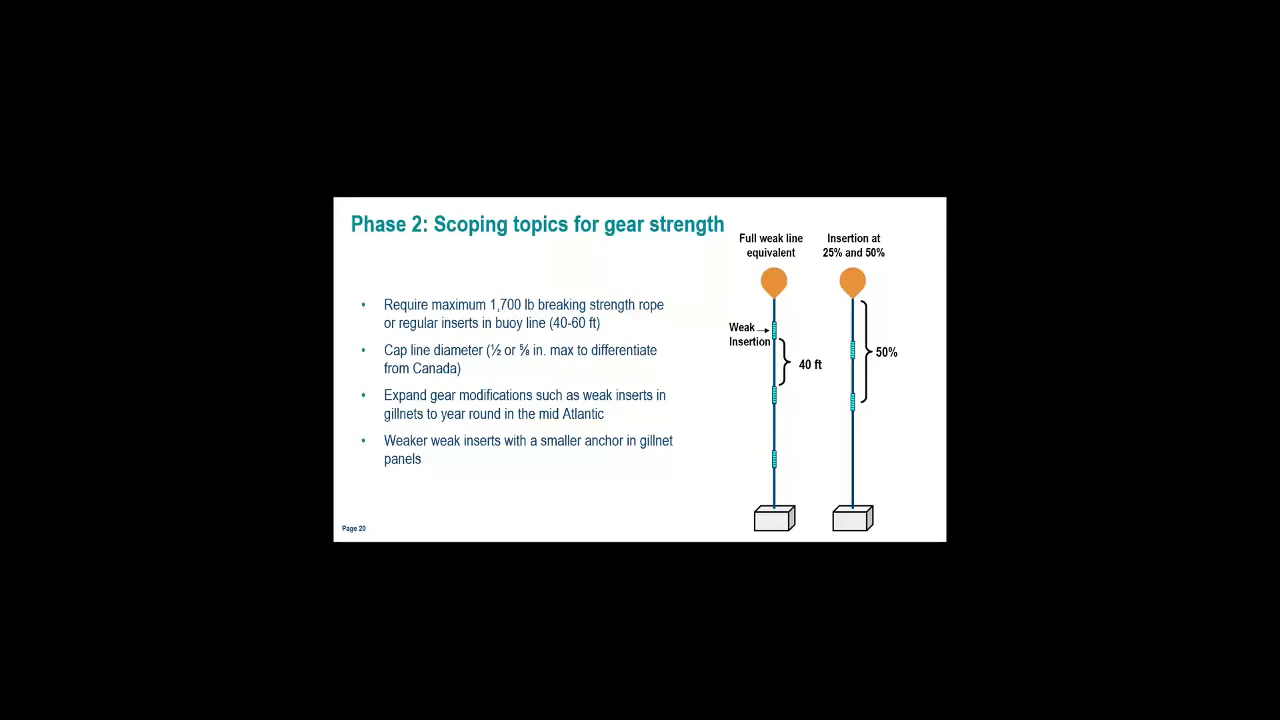 Phase 2: Scoping topics for gear strength
• Require maximum 1,700 lb breaking strength rope
or regular inserts in buoy line (40-60 ft)
• Cap line diameter (½ or ⅝ in. max to differentiate
from Canada)
• Expand gear modifications such as weak inserts in
gillnets to year round in the mid Atlantic
• Weaker weak inserts with a smaller anchor in gillnet
panels
Full weak line
equivalent
Weak
Insertion
40 ft
Insertion at
25% and 50%
50%
Page 20